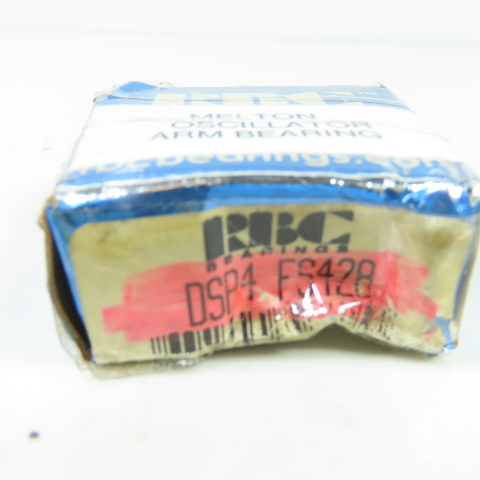 RBC
MELTON
OSCILLATOR
ARM BEARING
rbcbearings.com
RBC
BEARINGS
DSP4 FS428